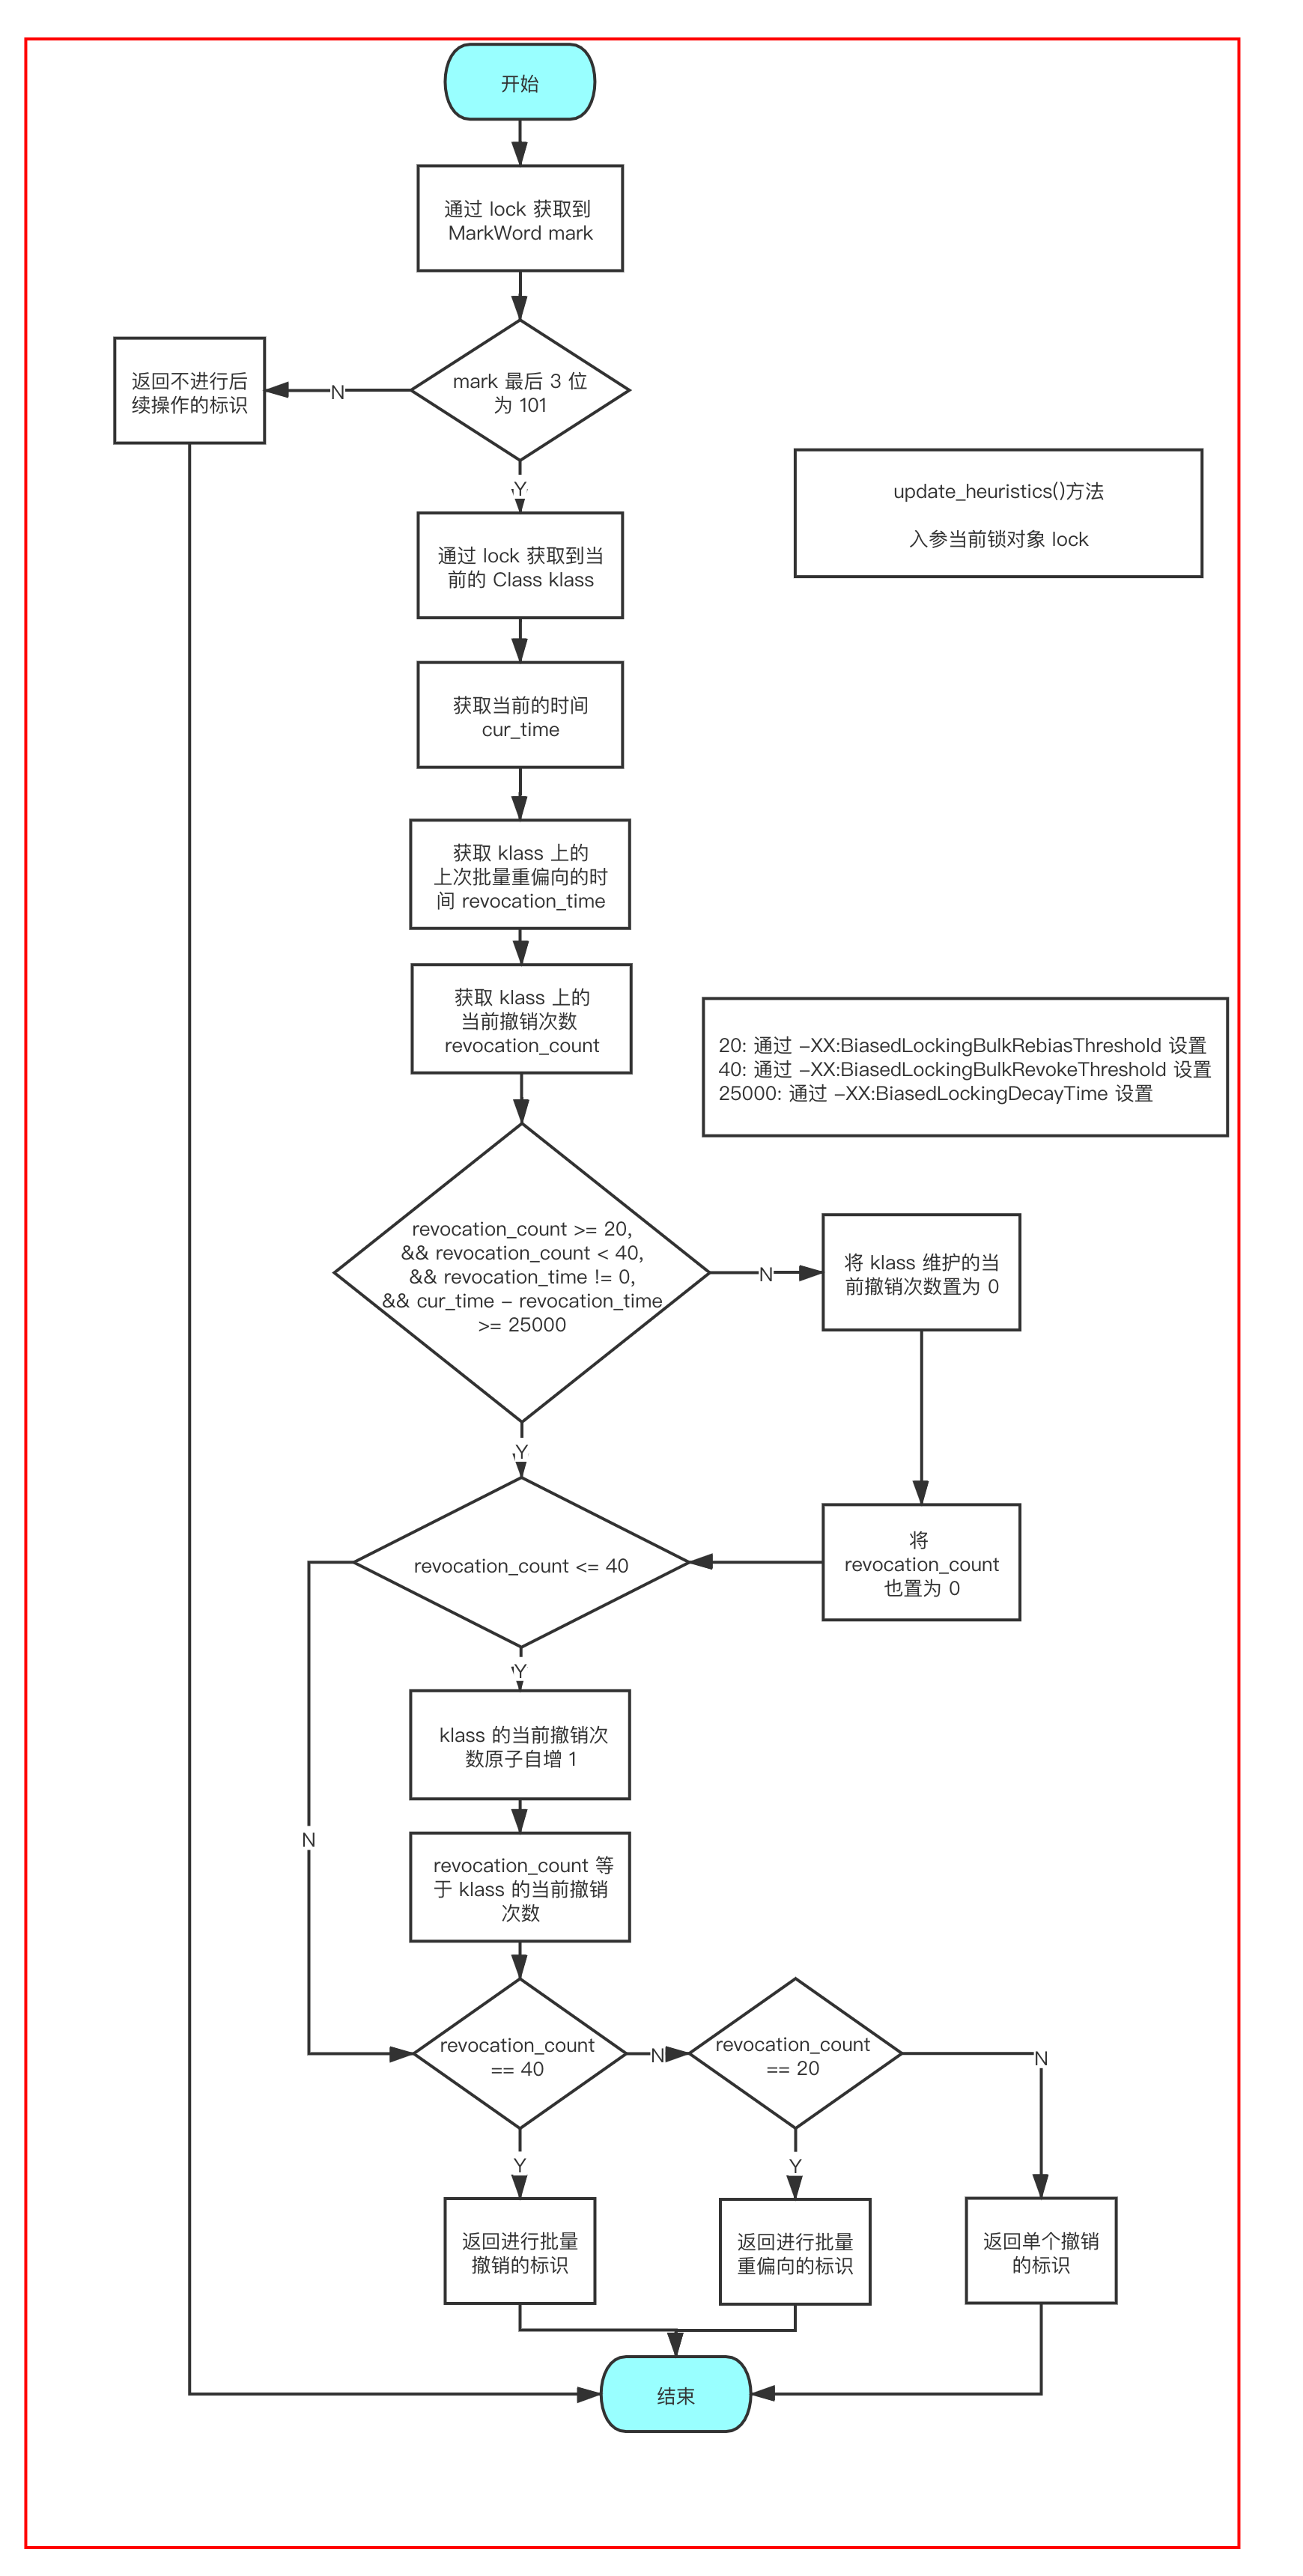 开始
通过 lock 获取到
MarkWord mark
mark 最后 3 位
为 101
N
返回不进行后
续操作的标识
Y
update_heuristics()方法
入参当前锁对象 lock
通过 lock 获取到当
前的 Class klass
获取当前的时间
cur_time
获取 klass 上的
上次批量重偏向的时
间 revocation_time
获取 klass 上的
当前撤销次数
revocation_count
20: 通过 -XX:BiasedLockingBulkRebiasThreshold 设置
40: 通过 -XX:BiasedLockingBulkRevokeThreshold 设置
25000: 通过 -XX:BiasedLockingDecayTime 设置
revocation_count >= 20,
&& revocation_count < 40,
&& revocation_time != 0,
&& cur_time - revocation_time
>= 25000
N
将 klass 维护的当
前撤销次数置为 0
Y
将
revocation_count
也置为 0
revocation_count <= 40
Y
klass 的当前撤销次
数原子自增 1
N
revocation_count 等
于 klass 的当前撤销
次数
revocation_count
== 40
N
revocation_count
== 20
N
Y
Y
返回进行批量
撤销的标识
返回进行批量
重偏向的标识
返回单个撤销
的标识
结束